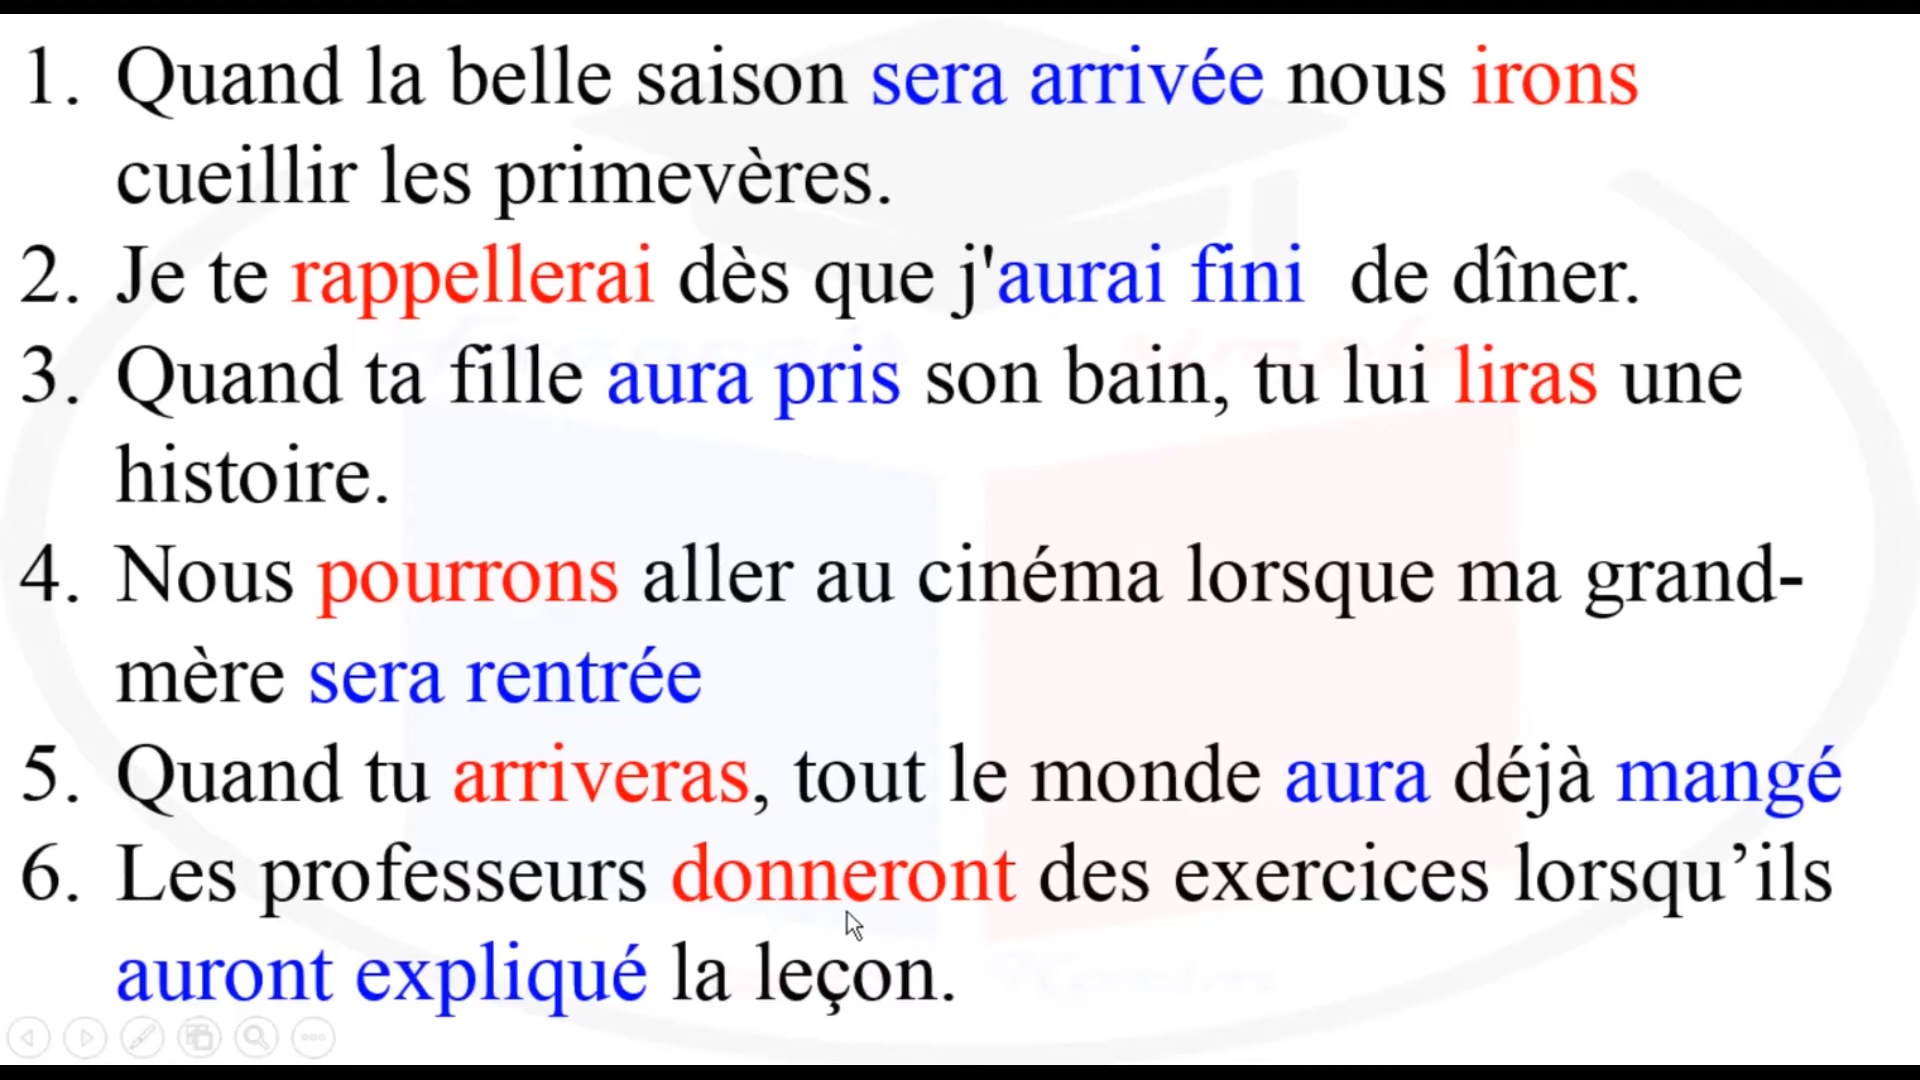 1. Quand la belle saison sera arrivée nous irons
cueillir les primevères.
2. Je te rappellerai dès que j'aurai fini de dîner.
3. Quand ta fille aura pris son bain, tu lui liras une
histoire.
4. Nous pourrons aller au cinéma lorsque ma grand-
mère sera rentrée
5. Quand tu arriveras, tout le monde aura déjà mangé
6. Les professeurs donneront des exercices lorsqu’ils
auront expliqué la leçon.